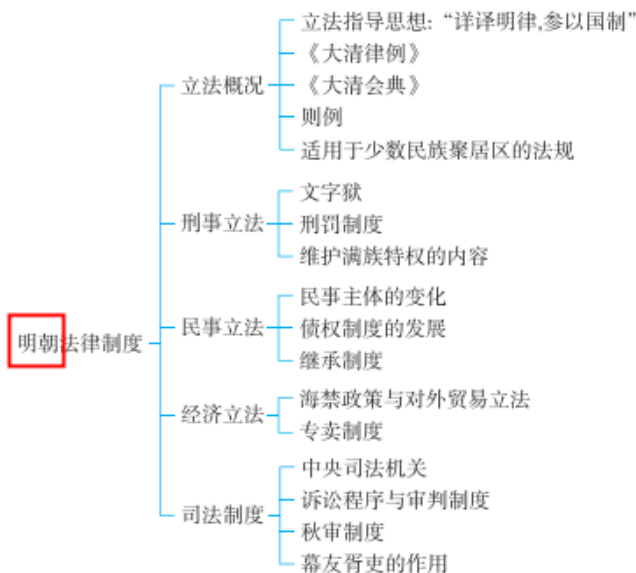 立法指导思想:“详译明律,参以国制”
《大清律例》
立法概况
《大清会典》
则例
适用于少数民族聚居区的法规
文字狱
刑事立法
刑罚制度
维护满族特权的内容
民事主体的变化
民事立法
债权制度的发展
明朝法律制度
继承制度
海禁政策与对外贸易立法
经济立法
专卖制度
中央司法机关
诉讼程序与审判制度
司法制度
秋审制度
幕友胥吏的作用